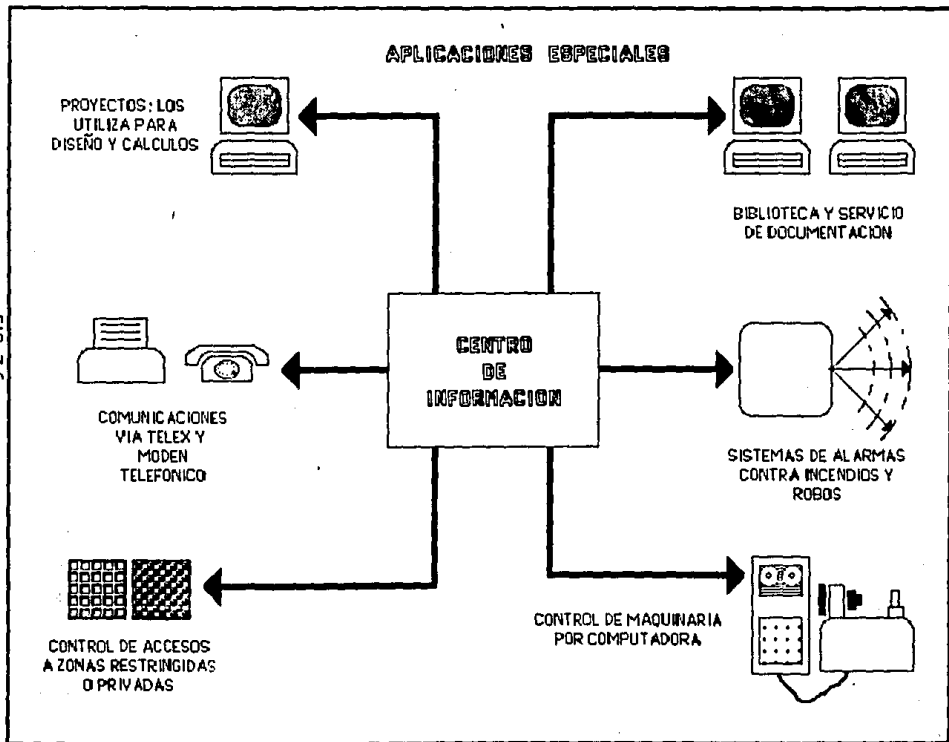 APLICACIONES ESPECIALES
PROYECTOS: LOS
UTILIZA PARA
DISEÑO Y CALCULOS
BIBLIOTECA Y SERVICIO
DE DOCUMENTACION
CENTRO
DE
INFORMACION
COMUNICACIONES
VIA TELEX Y
MODEN
TELEFONICO
SISTEMAS DE ALARMAS
CONTRA INCENDIOS Y
ROBOS
CONTROL DE ACCESOS
A ZONAS RESTRINGIDAS
O PRIVADAS
CONTROL DE MAQUINARIA
POR COMPUTADORA